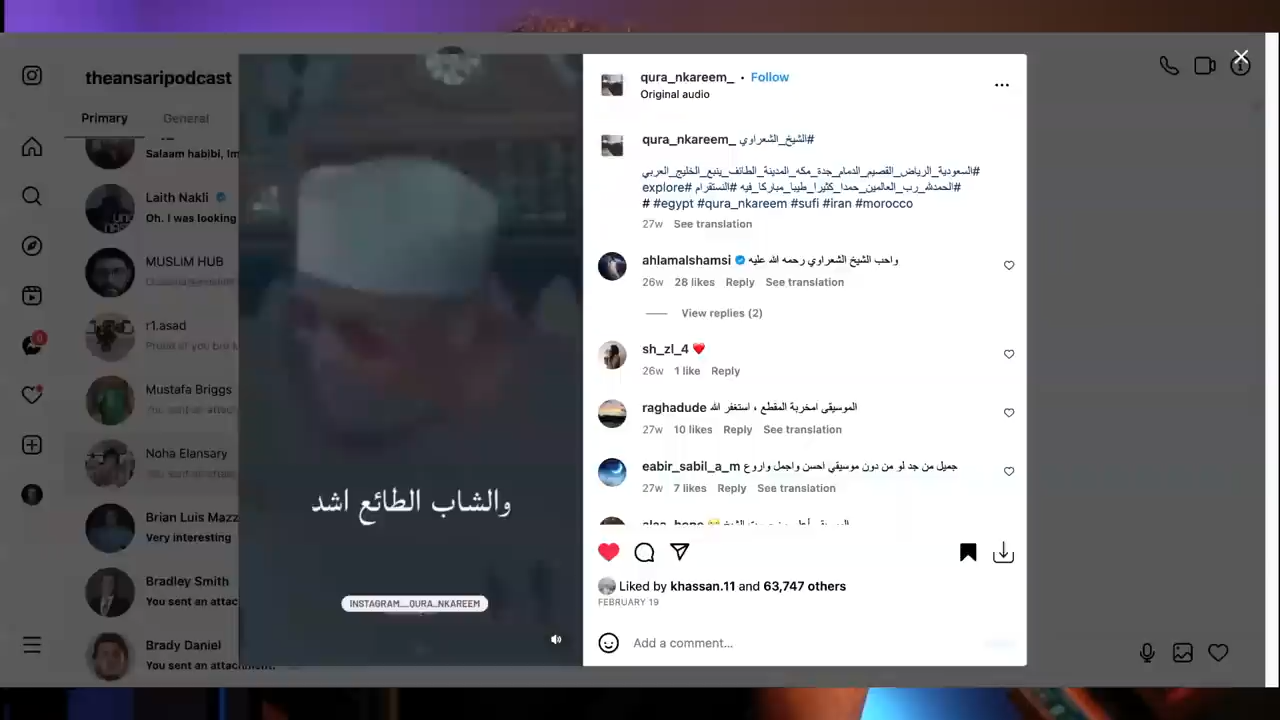 theansaripodcast
Primary
General
Laith Nakli
Oh. I was looking
MUSLIM HUB
r1.asad
Mustafa Briggs
Noha Elansary
Brian Luis Mazz
Very interesting
Bradley Smith
You sent an attac
Brady Daniel
You sent an attachment.
والشاب الطائع اشد
INSTAGRAM__QURA_NKAREEM
qura_nkareem_ • Follow
Original audio
qura_nkareem_ #الشيخ_الشعراوي
#السعودية_الرياض_القصيم_الدمام_جدة_مكه_المدينة_الطائف_ينبع_الخليج_العربي
#الحمدلله_رب_العالمين_حمدا_كثيرا_طيبا_مباركا_فيه #انستقرام #explore
# #egypt #qura_nkareem #sufi #iran #morocco
27w See translation
ahlamalshamsi واحب الشيخ الشعراوي رحمه الله عليه
26w 28 likes Reply See translation
View replies (2)
sh_zl_4 ❤️
26w 1 like Reply
raghadude الموسيقى امخربة المقطع ، استغفر الله
27w 10 likes Reply See translation
eabir_sabil_a_m جميل من جد لو من دون موسيقي احسن واجمل واروع
27w 7 likes Reply See translation
Liked by khassan.11 and 63,747 others
FEBRUARY 19
Add a comment...